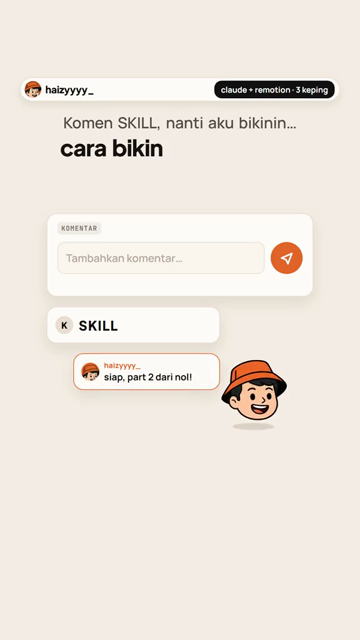 haizyyyy_
claude + remotion · 3 keping
Komen SKILL, nanti aku bikinin...
cara bikin
KOMENTAR
Tambahkan komentar...
K SKILL
haizyyyy_
siap, part 2 dari nol!